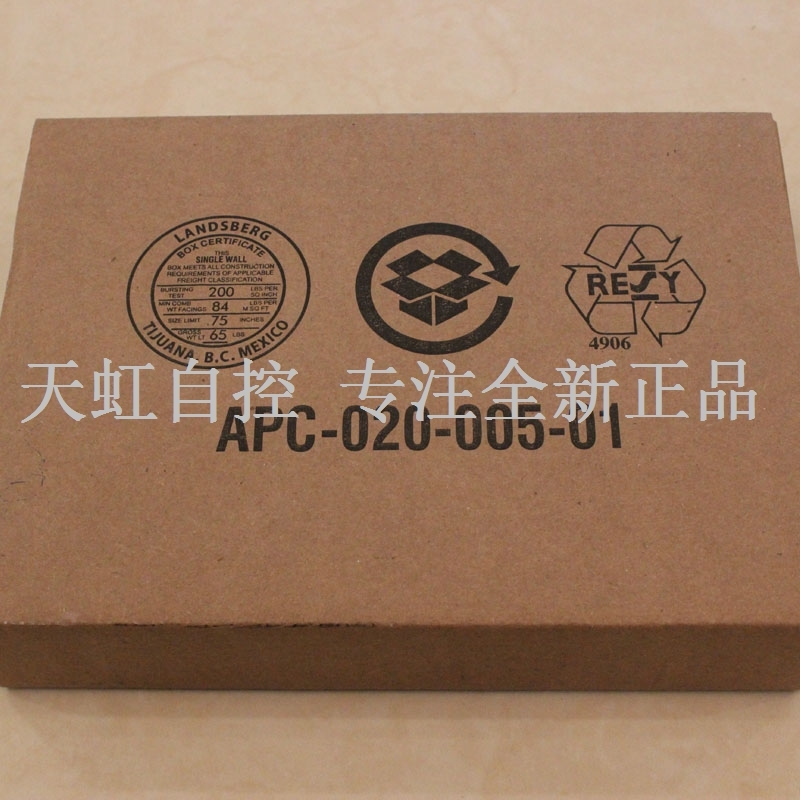 LANDSBERG
BOX CERTIFICATE
THIS
SINGLE WALL
BOX MEETS ALL CONSTRUCTION
REQUIREMENTS OF APPLICABLE
FREIGHT CLASSIFICATION
BURSTING TEST 200 LBS PER SQ INCH
MIN COMB WT FACINGS 84 LBS PER M SQ FT
SIZE LIMIT 75 INCHES
GROSS WT LT 65 LBS
TIJUANA, B.C. MEXICO
RESY
4906
天虹自控 专注全新正品
APC-020-005-01